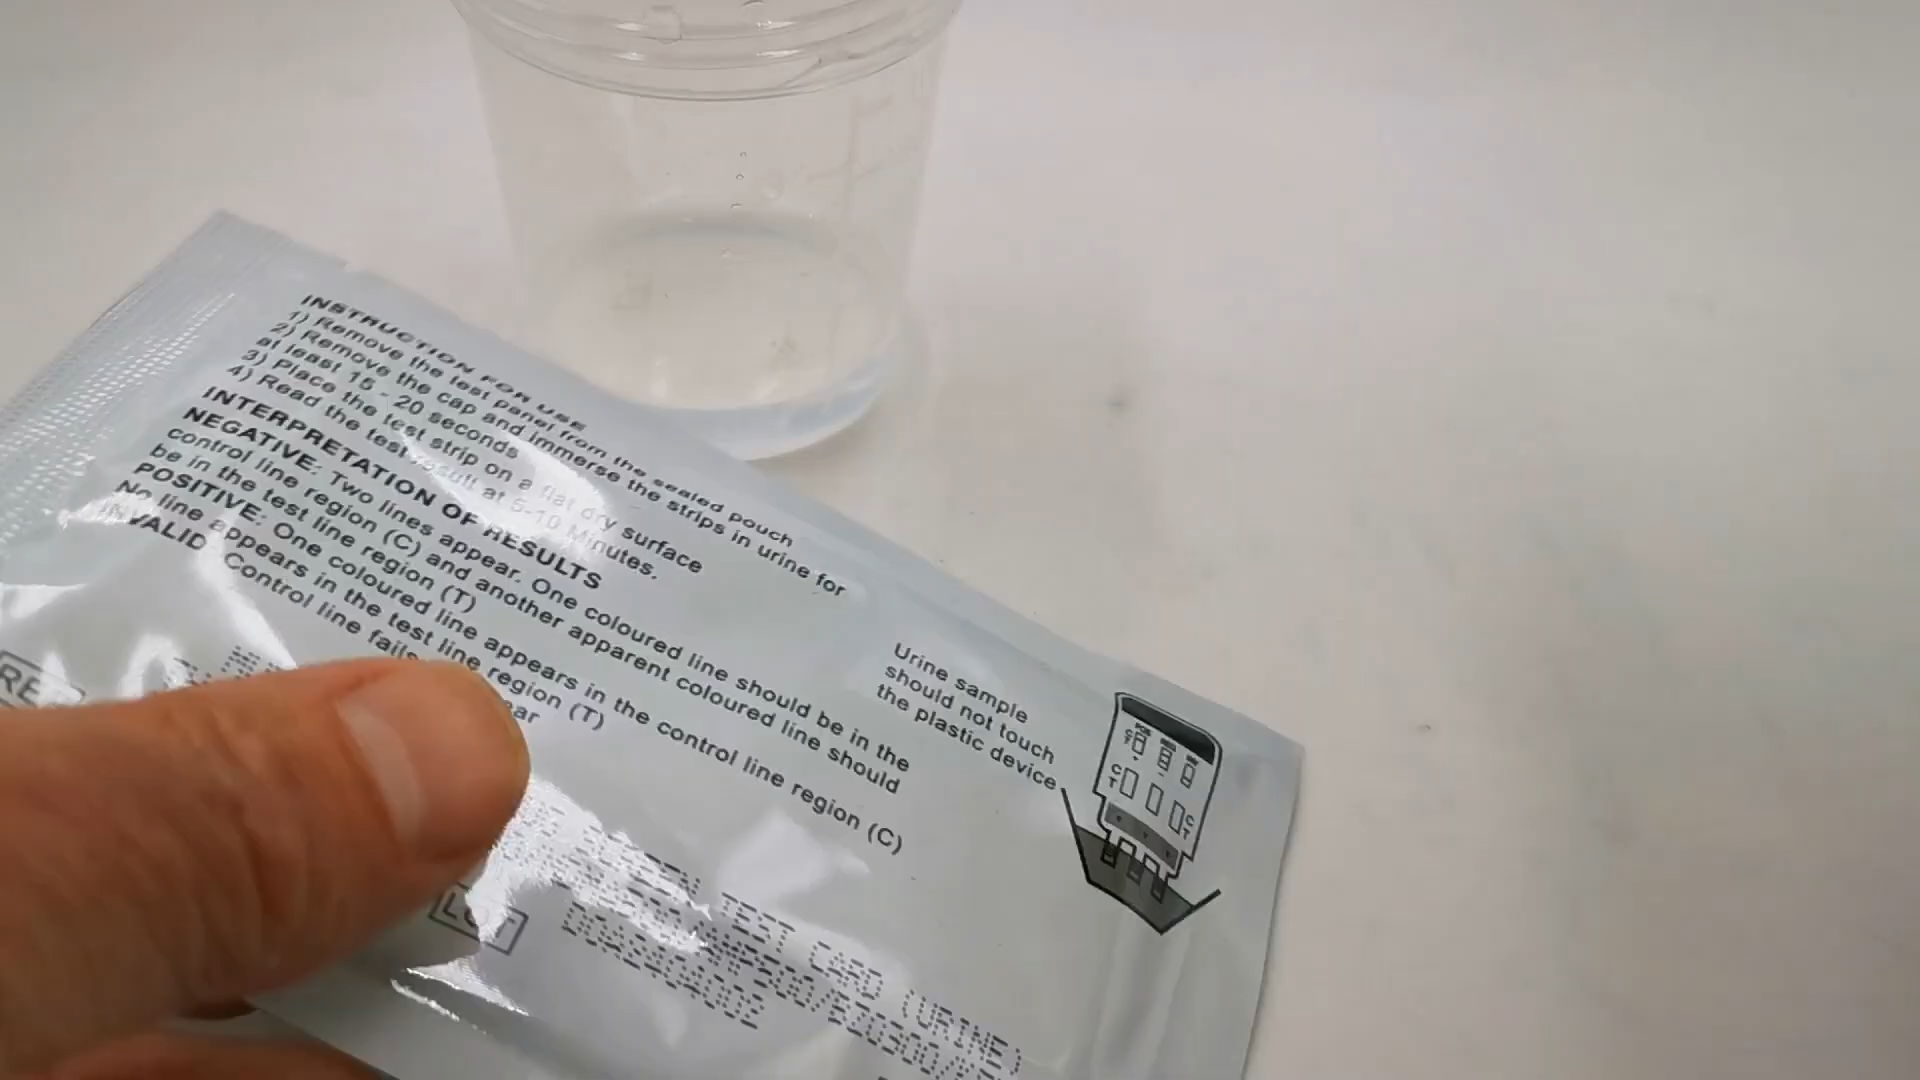 INSTRUCTION FOR USE
1) Remove the test panel from the sealed pouch
2) Remove the cap and immerse the strips in urine for
at least 15 - 20 seconds
3) Place the test strip on a flat dry surface
4) Read the test result at 5-10 Minutes.
INTERPRETATION OF RESULTS
NEGATIVE: Two lines appear. One coloured line should be in the
control line region (C) and another apparent coloured line should
be in the test line region (T)
POSITIVE: One coloured line appears in the control line region (C)
No line appears in the test line region (T)
INVALID Control line fails
Urine sample
should not touch
the plastic device
C
T
C
T
LOT
TEST CARD (URINE)